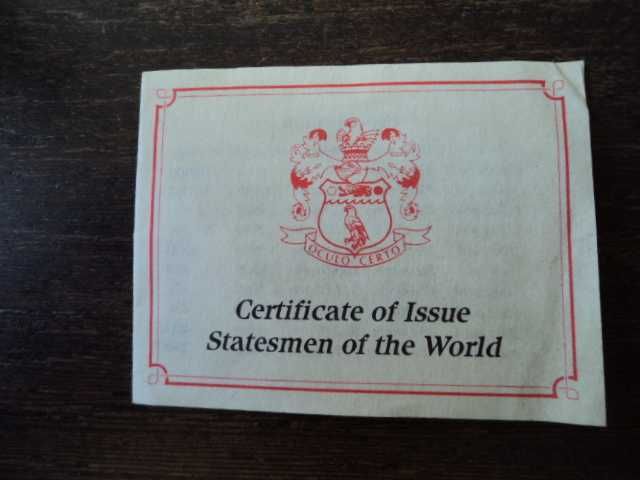 OCULO CERTO
Certificate of Issue
Statesmen of the World